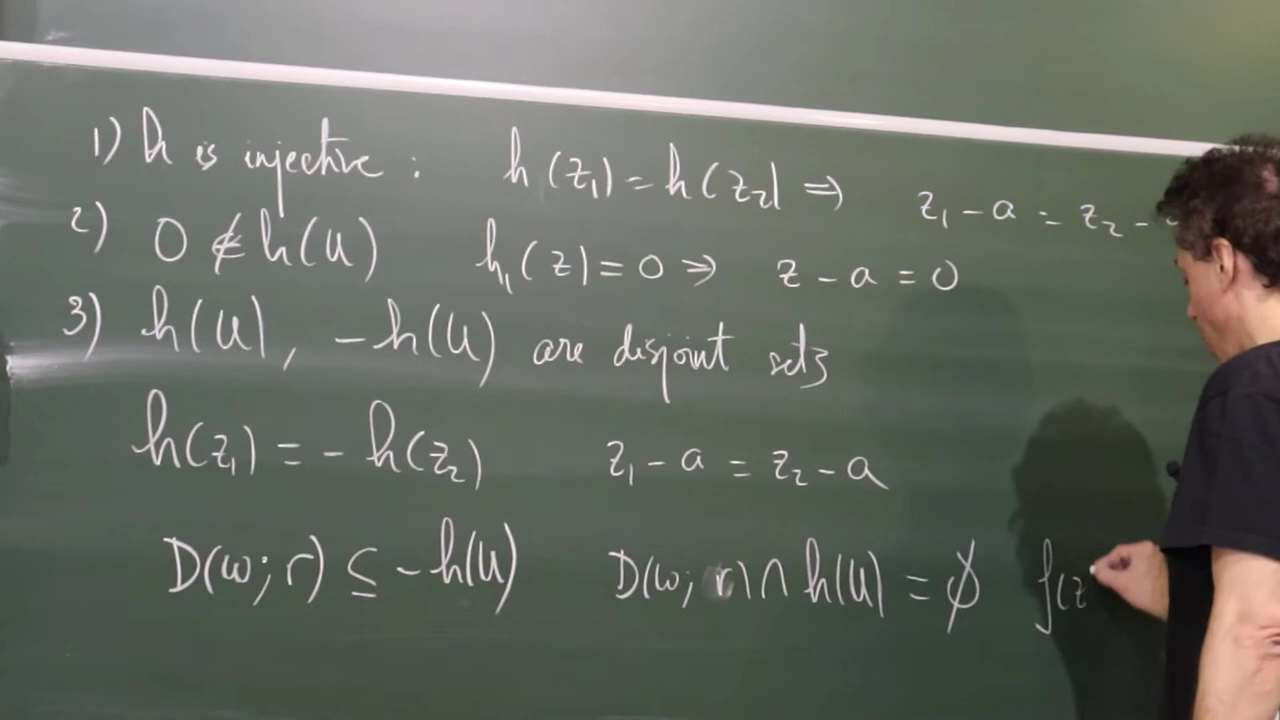 1) h is injective : h(z₁) = h(z₂) ⇒ z₁ - a = z₂ -
2) 0 ∉ h(U) h₁(z) = 0 ⇒ z - a = 0
3) h(U), -h(U) are disjoint sets
h(z₁) = - h(z₂) z₁ - a = z₂ - a
D(ω; r) ⊆ - h(U) D(ω; r) ∩ h(U) = ∅ f(z